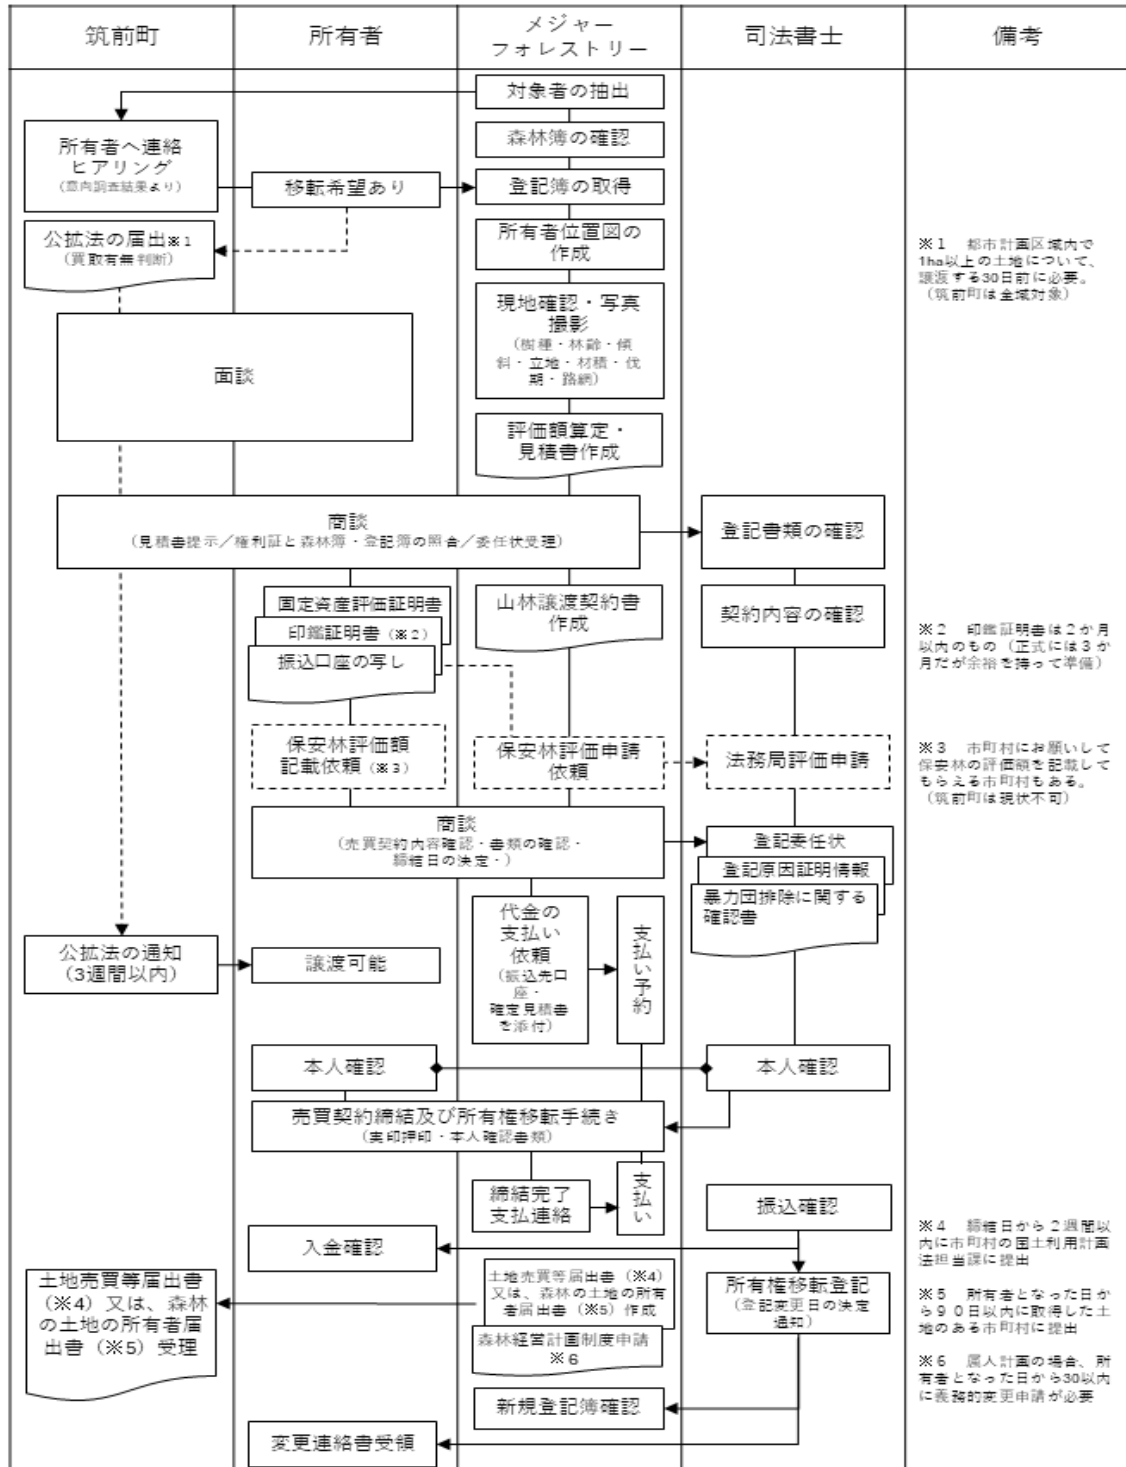 筑前町
所有者
メジャー
フォレストリー
司法書士
備考
対象者の抽出
所有者へ連絡
ヒアリング
（意向調査結果より）
森林簿の確認
移転希望あり
登記簿の取得
公拡法の届出※１
（買取有無判断）
所有者位置図の
作成
※１　都市計画区域内で
1ha以上の土地について、
譲渡する30日前に必要。
（筑前町は全域対象）
現地確認・写真
撮影
（樹種・林齢・傾
斜・立地・材積・伐
期・路網）
面談
評価額算定・
見積書作成
商談
（見積書提示／権利証と森林簿・登記簿の照合／委任状受理）
登記書類の確認
固定資産評価証明書
印鑑証明書（※２）
振込口座の写し
山林譲渡契約書
作成
契約内容の確認
※２　印鑑証明書は２か月
以内のもの（正式には３か
月だが余裕を持って準備）
保安林評価額
記載依頼（※３）
保安林評価申請
依頼
法務局評価申請
※３　市町村にお願いして
保安林の評価額を記載して
もらえる市町村もある。
（筑前町は現状不可）
商談
（売買契約内容確認・書類の確認・
締結日の決定・）
登記委任状
登記原因証明情報
暴力団排除に関する
確認書
代金の
支払い
依頼
（振込先口
座・
確定見積書
を添付）
支払い予約
公拡法の通知
（3週間以内）
譲渡可能
本人確認
本人確認
売買契約締結及び所有権移転手続き
（実印押印・本人確認書類）
締結完了
支払連絡
支払い
振込確認
入金確認
※４　締結日から２週間以
内に市町村の国土利用計画
法担当課に提出
土地売買等届出書
（※4）又は、森林
の土地の所有者届
出書（※5）受理
土地売買等届出書（※4）
又は、森林の土地の所有
者届出書（※5）作成
森林経営計画制度申請
※６
所有権移転登記
（登記変更日の決定
通知）
※５　所有者となった日か
ら９０日以内に取得した土
地のある市町村に提出
※６　属人計画の場合、所
有者となった日から30以内
に義務的変更申請が必要
新規登記簿確認
変更連絡書受領